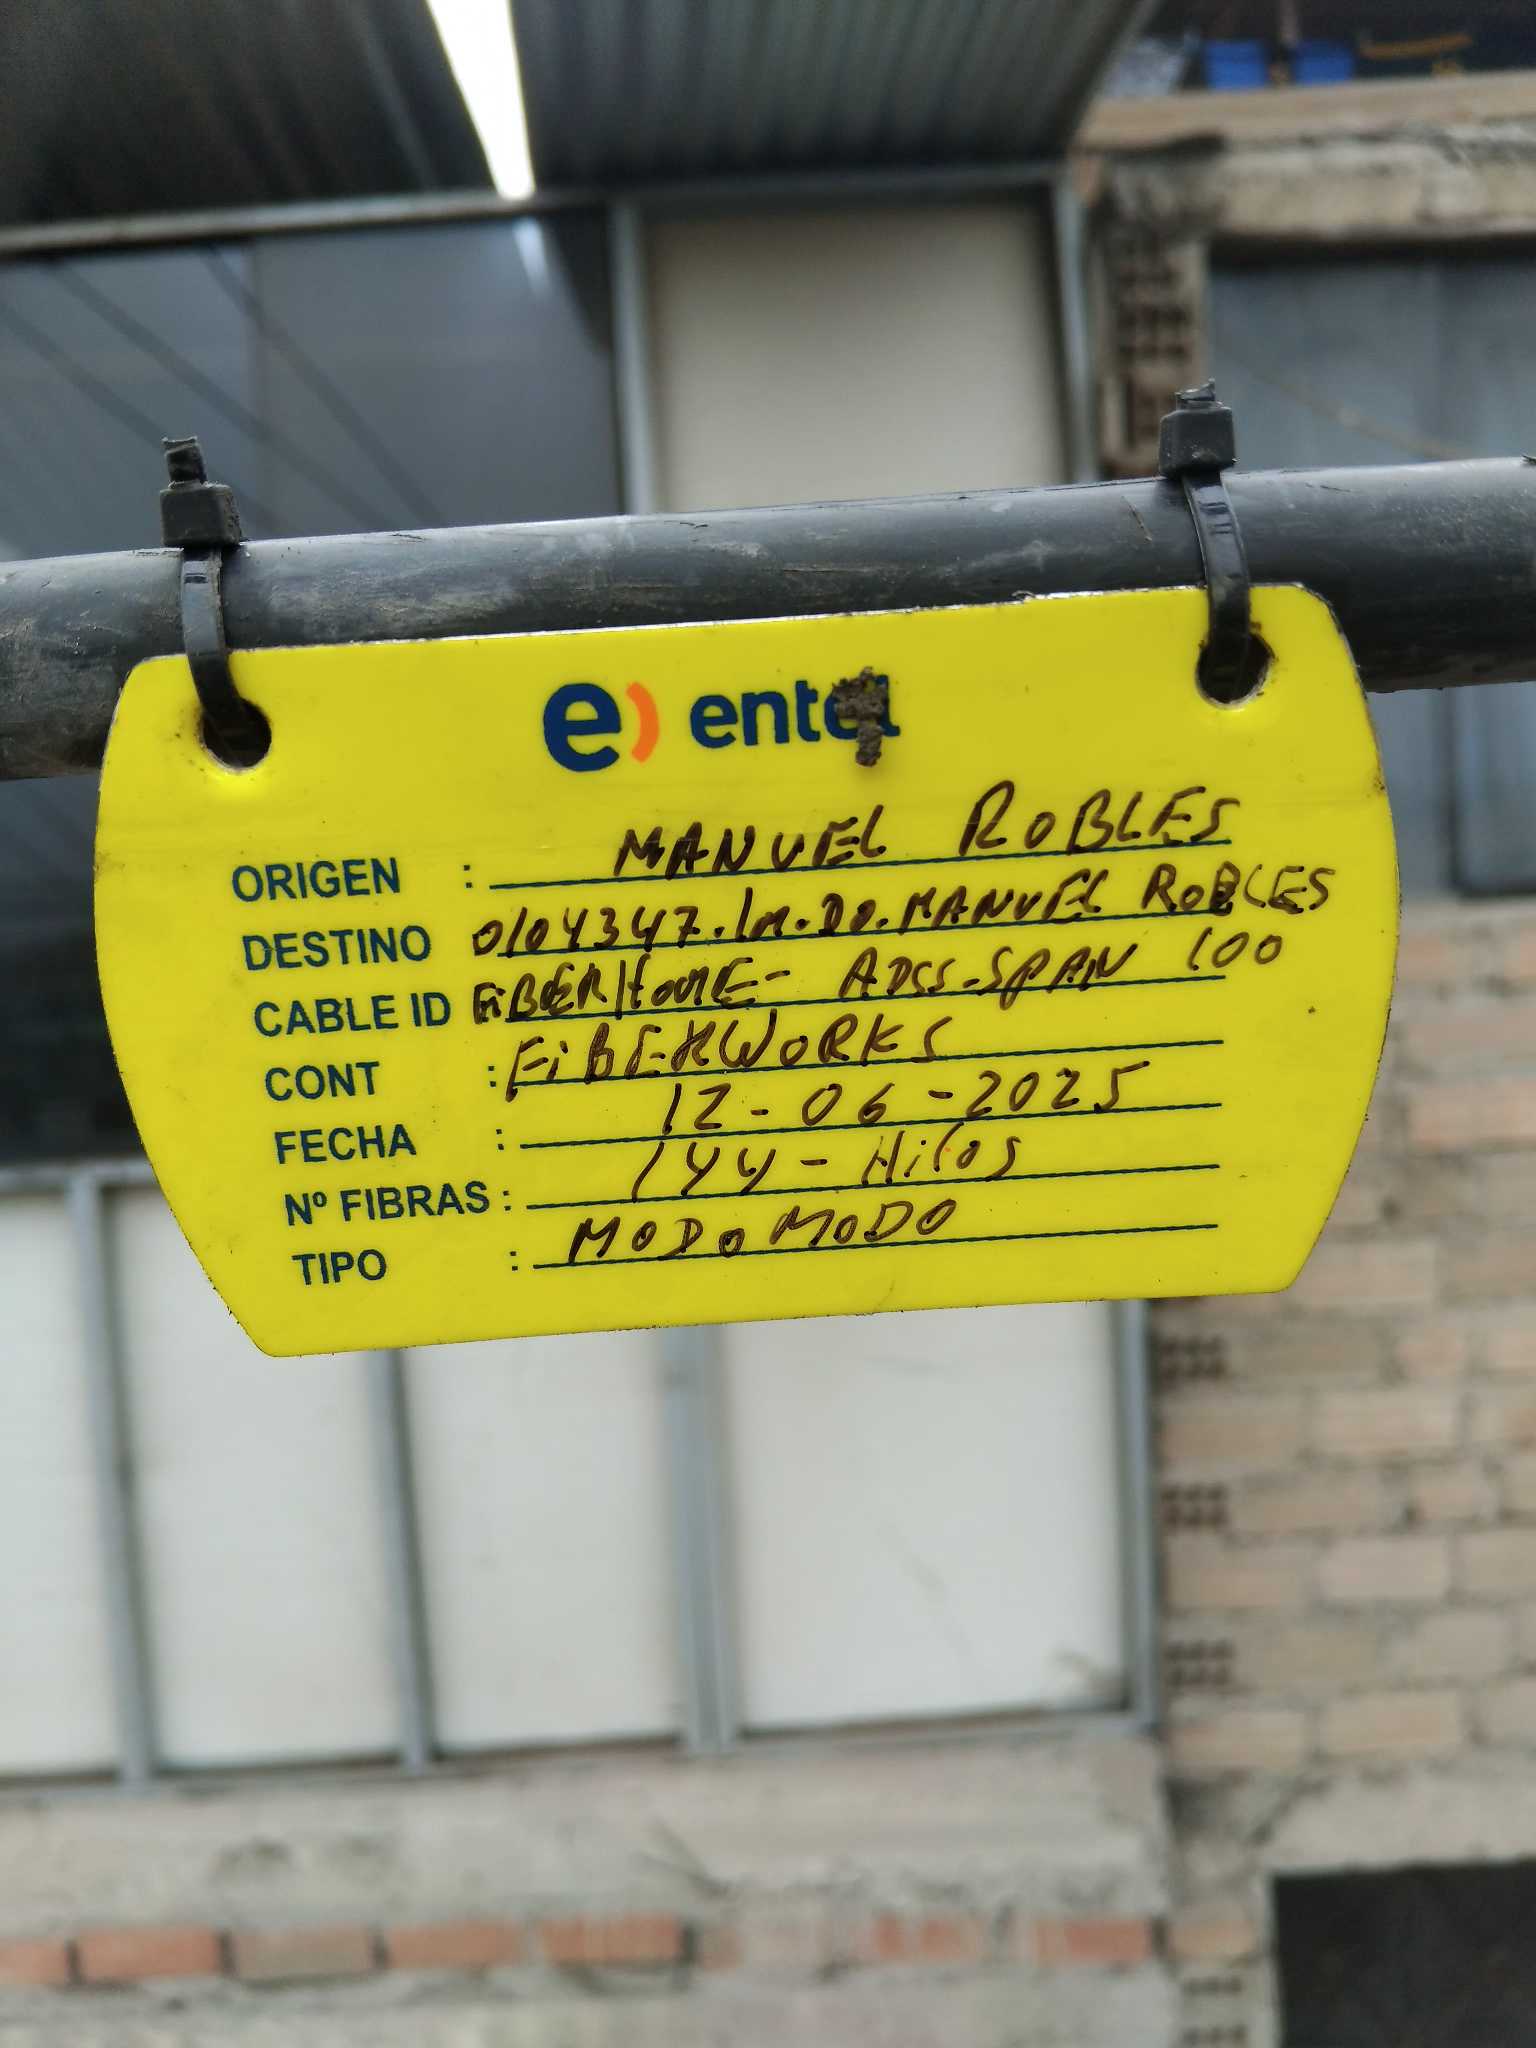 e) entel
ORIGEN : MANUEL ROBLES
DESTINO 0104347.LM.DO.MANUEL ROBLES
CABLE ID FiBERHOME- ADSS-SPAN 100
CONT : FiBERWORKS
FECHA : 12-06-2025
Nº FIBRAS : 144-Hilos
TIPO : MODOMODO